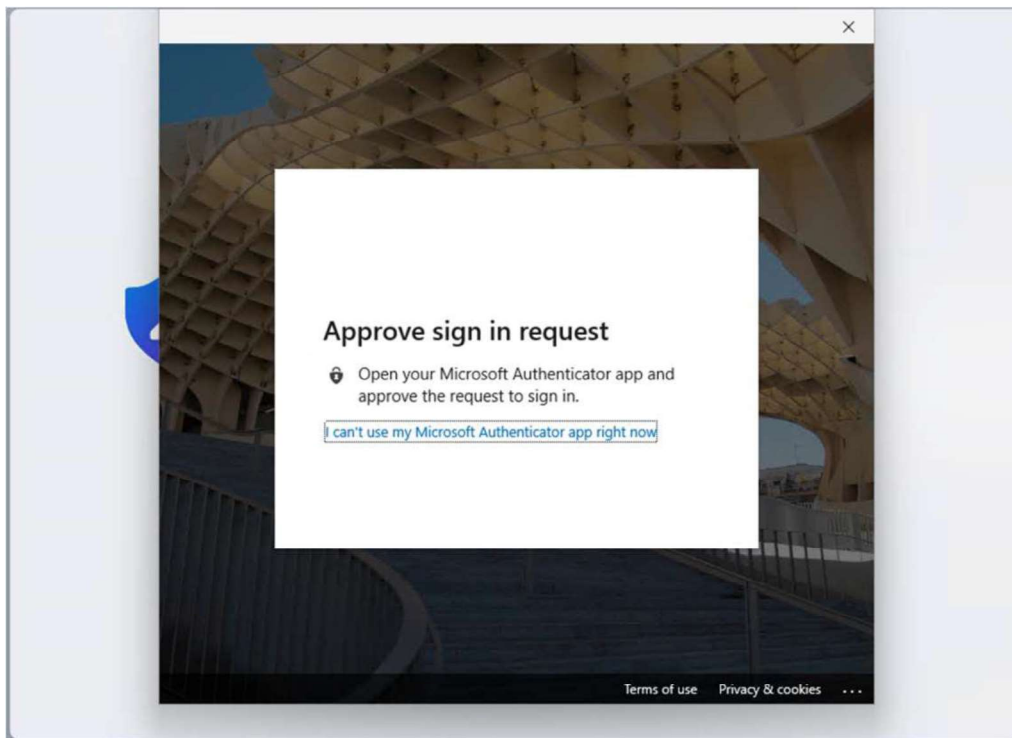 Approve sign in request
Open your Microsoft Authenticator app and
approve the request to sign in.
I can't use my Microsoft Authenticator app right now
Terms of use Privacy & cookies ...